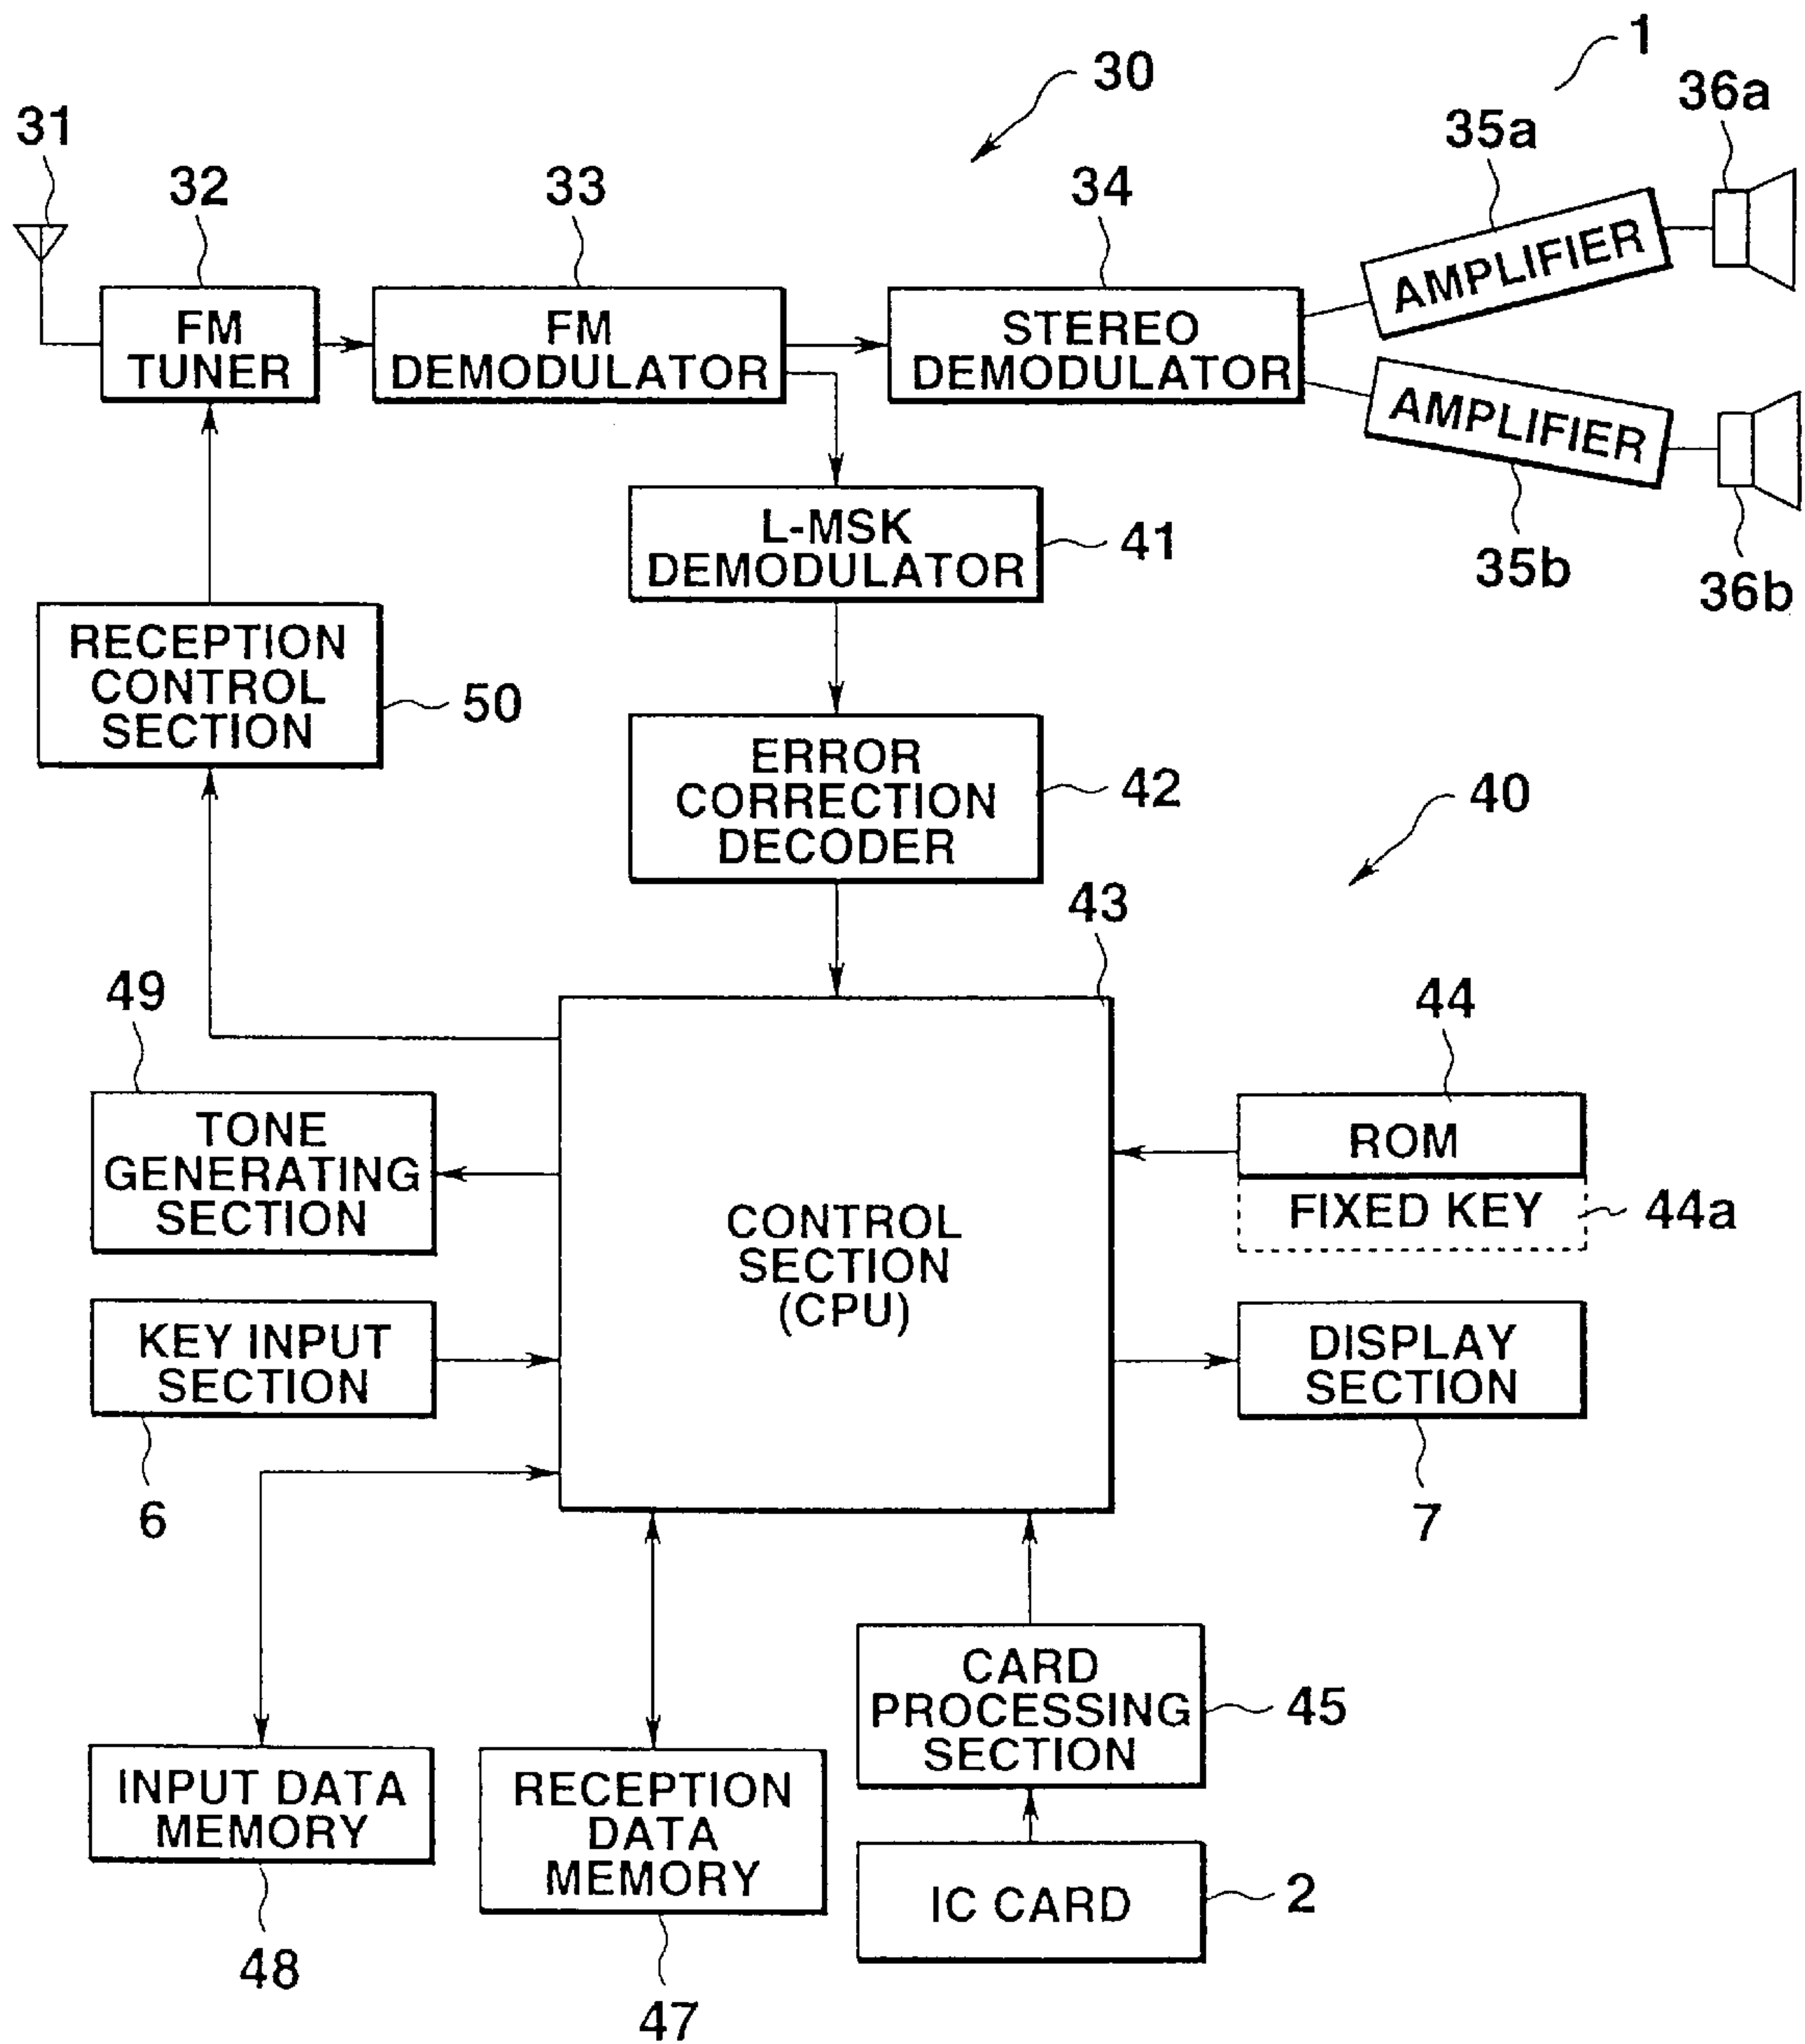 1
30
36a
35a
31
32
33
34
FM
TUNER
FM
DEMODULATOR
STEREO
DEMODULATOR
AMPLIFIER
AMPLIFIER
L-MSK
DEMODULATOR
41
35b
36b
RECEPTION
CONTROL
SECTION
50
ERROR
CORRECTION
DECODER
42
40
43
49
44
TONE
GENERATING
SECTION
CONTROL
SECTION
(CPU)
ROM
FIXED KEY
44a
KEY INPUT
SECTION
DISPLAY
SECTION
6
7
CARD
PROCESSING
SECTION
45
INPUT DATA
MEMORY
RECEPTION
DATA
MEMORY
IC CARD
2
48
47